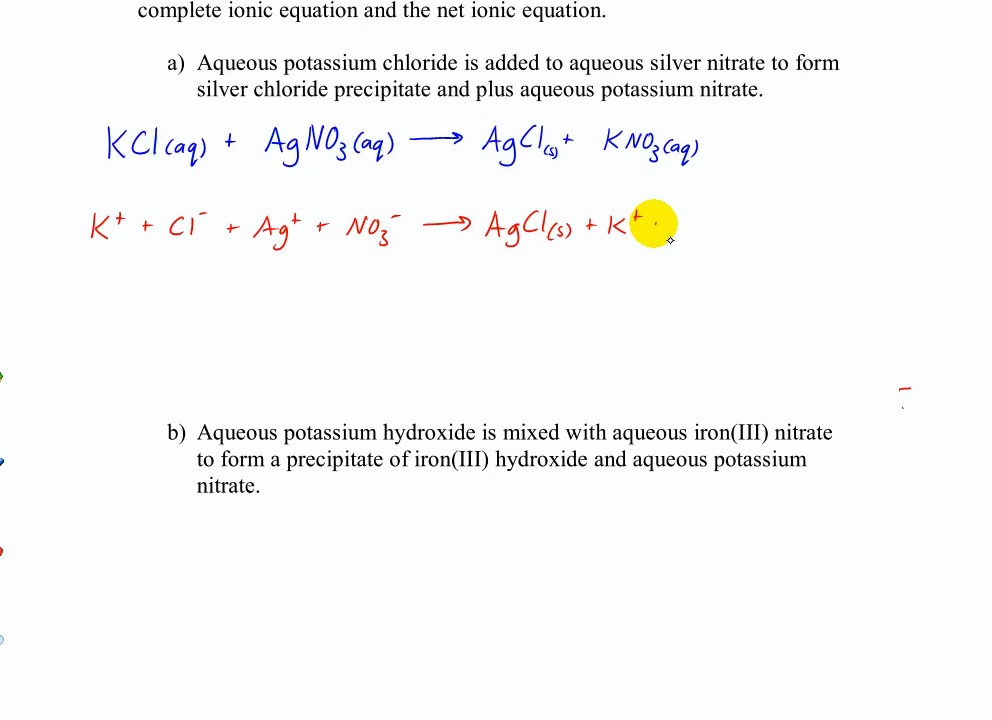 complete ionic equation and the net ionic equation.
a) Aqueous potassium chloride is added to aqueous silver nitrate to form
silver chloride precipitate and plus aqueous potassium nitrate.
KCl(aq) + AgNO₃(aq) ⟶ AgCl(s) + KNO₃(aq)
K⁺ + Cl⁻ + Ag⁺ + NO₃⁻ ⟶ AgCl(s) + K⁺
b) Aqueous potassium hydroxide is mixed with aqueous iron(III) nitrate
to form a precipitate of iron(III) hydroxide and aqueous potassium
nitrate.